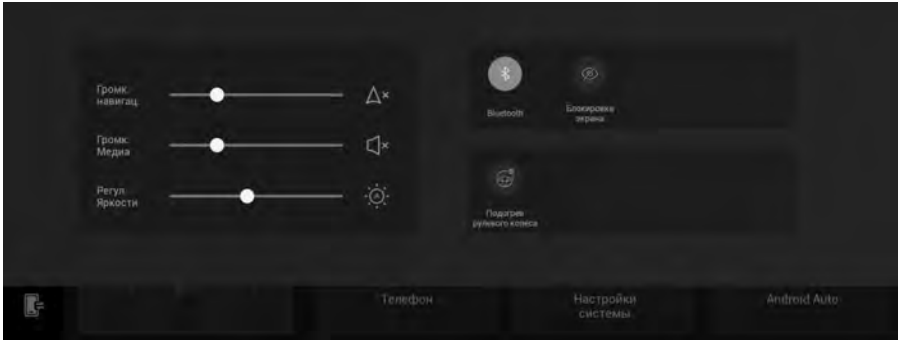 Громк.
навигац.
Громк.
Медиа
Регул.
Яркости
Bluetooth
Блокировка
экрана
Подогрев
рулевого колеса
Телефон
Настройки
системы
Android Auto